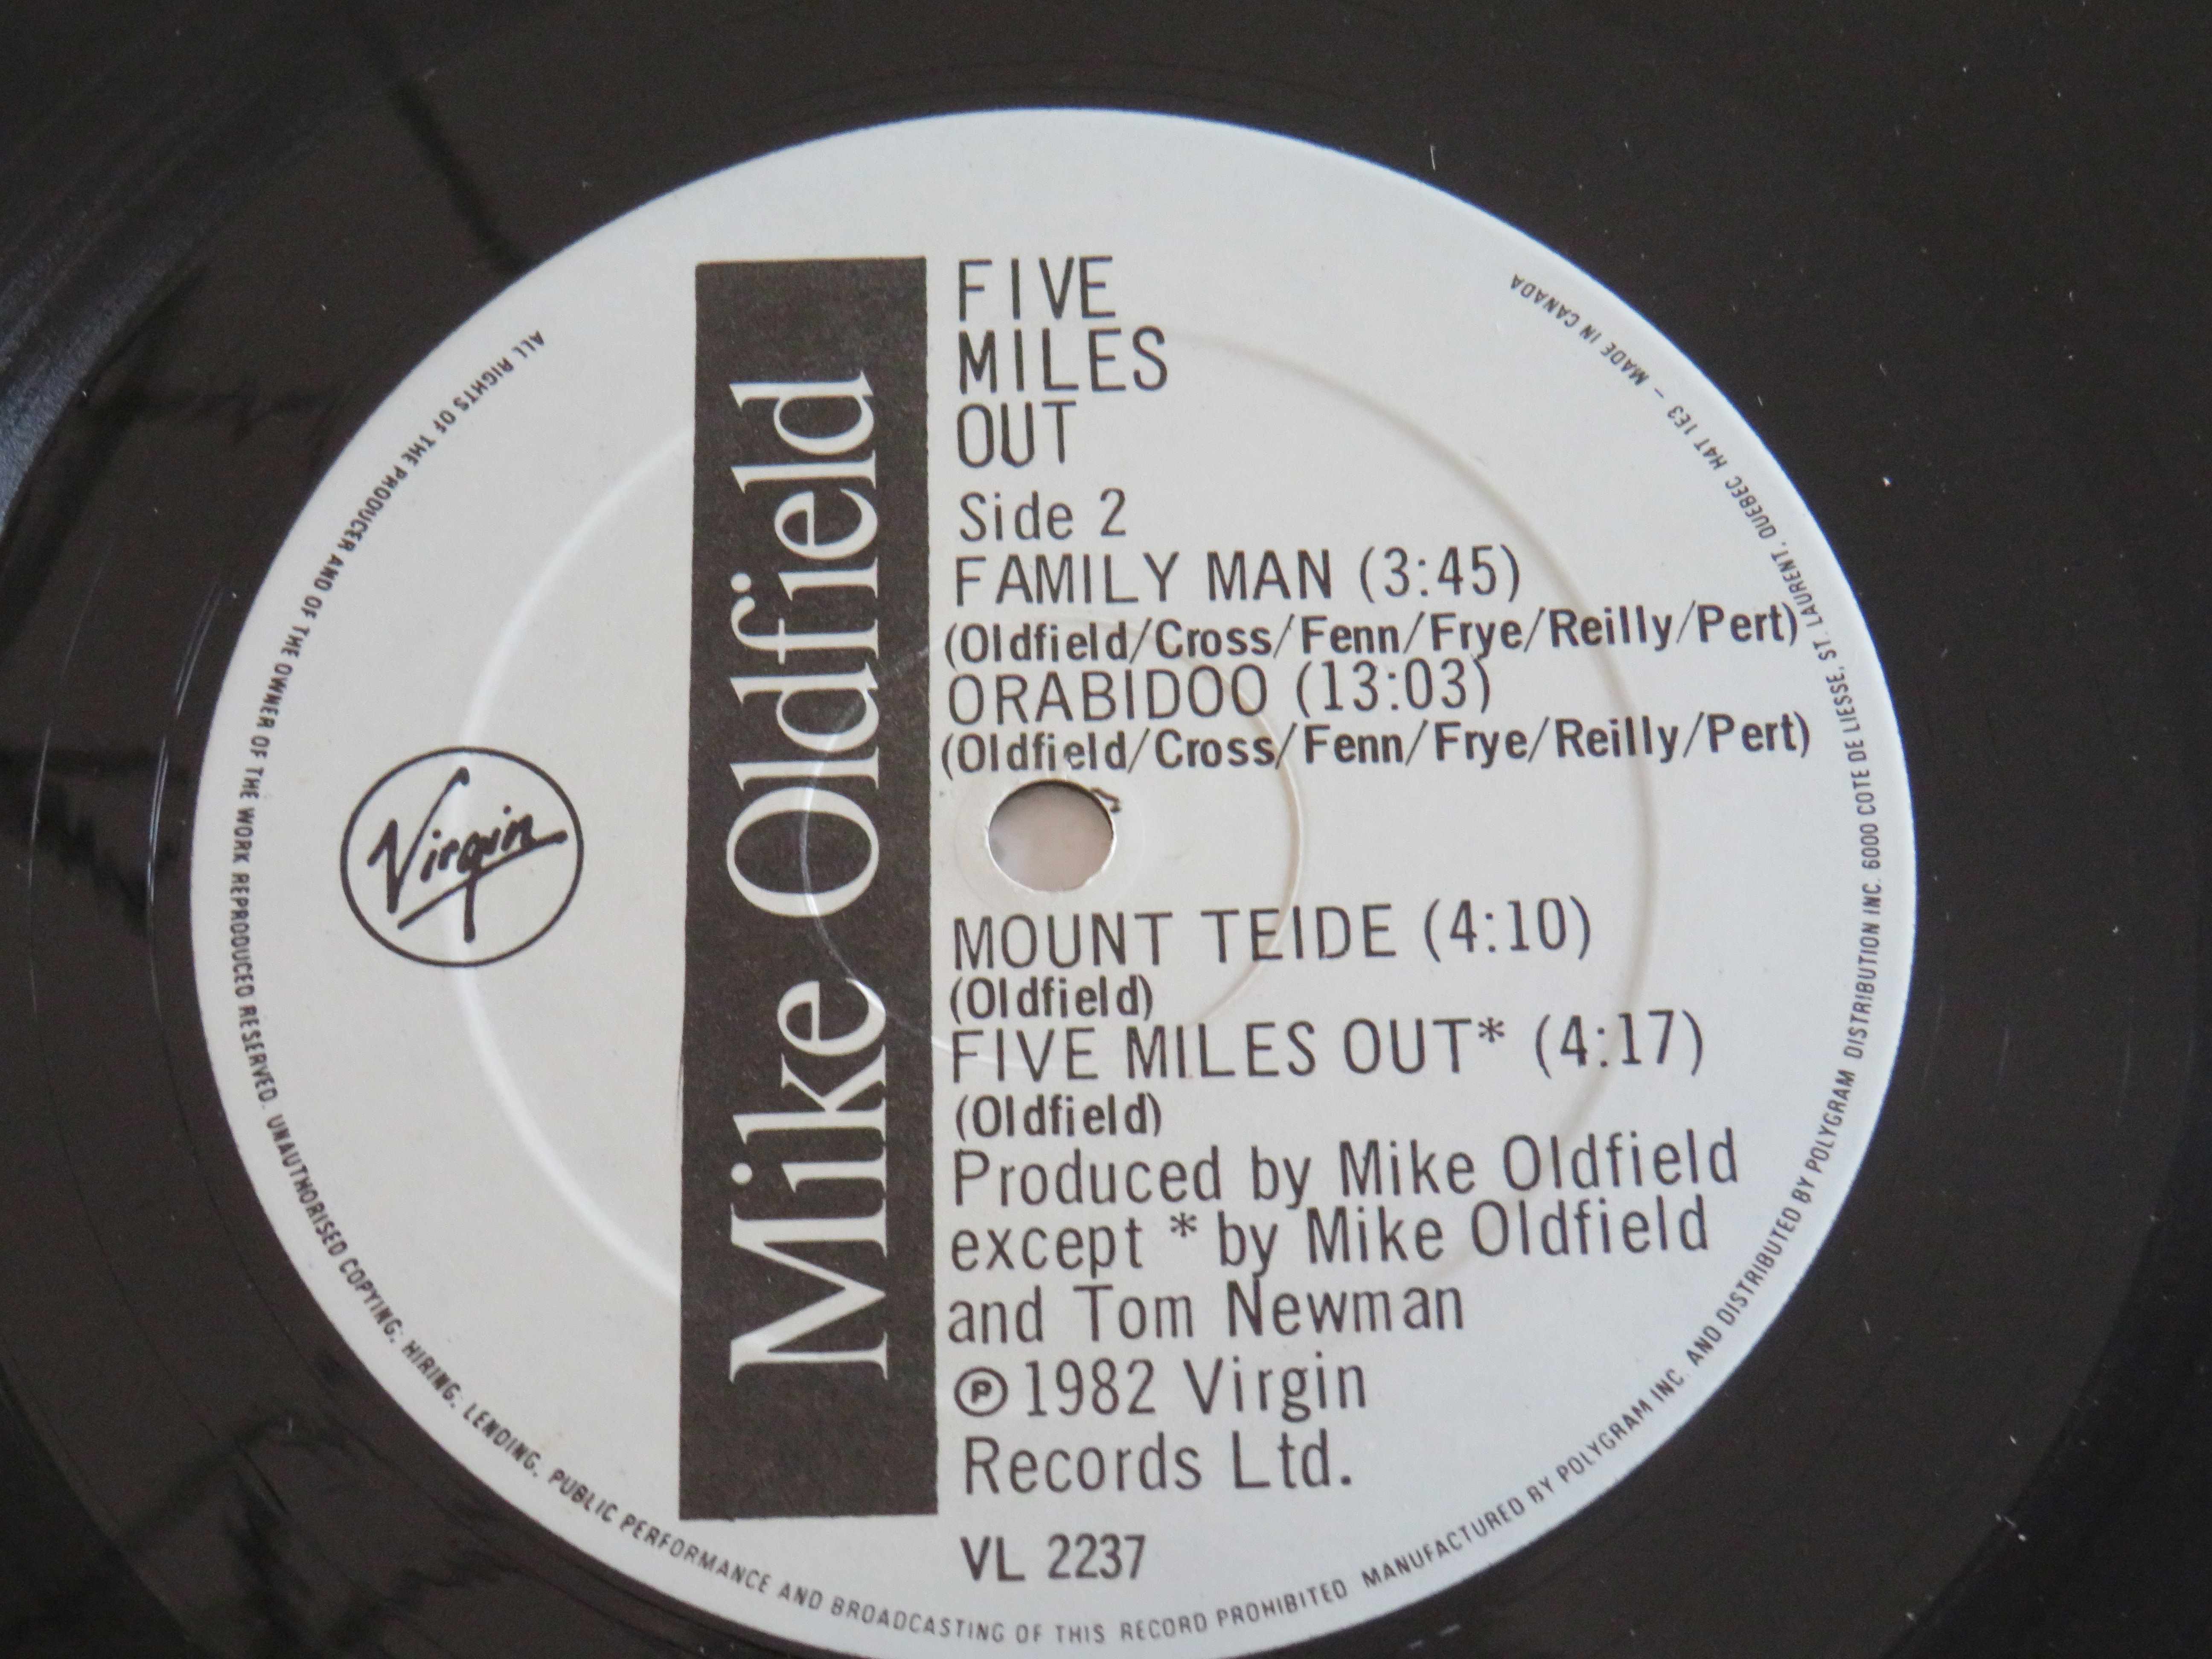 FIVE
MILES
OUT
Side 2
FAMILY MAN (3:45)
(Oldfield/Cross/Fenn/Frye/Reilly/Pert)
ORABIDOO (13:03)
(Oldfield/Cross/Fenn/Frye/Reilly/Pert)
MOUNT TEIDE (4:10)
(Oldfield)
FIVE MILES OUT* (4:17)
(Oldfield)
Produced by Mike Oldfield
except * by Mike Oldfield
and Tom Newman
℗1982 Virgin
Records Ltd.
VL 2237
Mike Oldfield
Virgin
ALL RIGHTS OF THE PRODUCER AND OF THE OWNER OF THE WORK REPRODUCED RESERVED. UNAUTHORISED COPYING; HIRING; LENDING, PUBLIC PERFORMANCE AND BROADCASTING OF THIS RECORD PROHIBITED MANUFACTURED BY POLYGRAM INC. AND DISTRIBUTED BY POLYGRAM DISTRIBUTION INC. 6000 COTE DE LIESSE, ST. LAURENT, QUEBEC H4T 1E3 – MADE IN CANADA